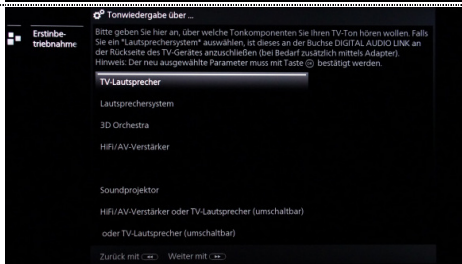 Tonwiedergabe über ...
Erstinbe-
triebnahme
Bitte geben Sie hier an, über welche Tonkomponenten Sie Ihren TV-Ton hören wollen. Falls
Sie ein "Lautsprechersystem" auswählen, ist dieses an der Buchse DIGITAL AUDIO LINK an
der Rückseite des TV-Gerätes anzuschließen (bei Bedarf zusätzlich mittels Adapter).
Hinweis: Der neu ausgewählte Parameter muss mit Taste bestätigt werden.
TV-Lautsprecher
Lautsprechersystem
3D Orchestra
HiFi/AV-Verstärker
Soundprojektor
HiFi/AV-Verstärker oder TV-Lautsprecher (umschaltbar)
oder TV-Lautsprecher (umschaltbar)
Zurück mit Weiter mit